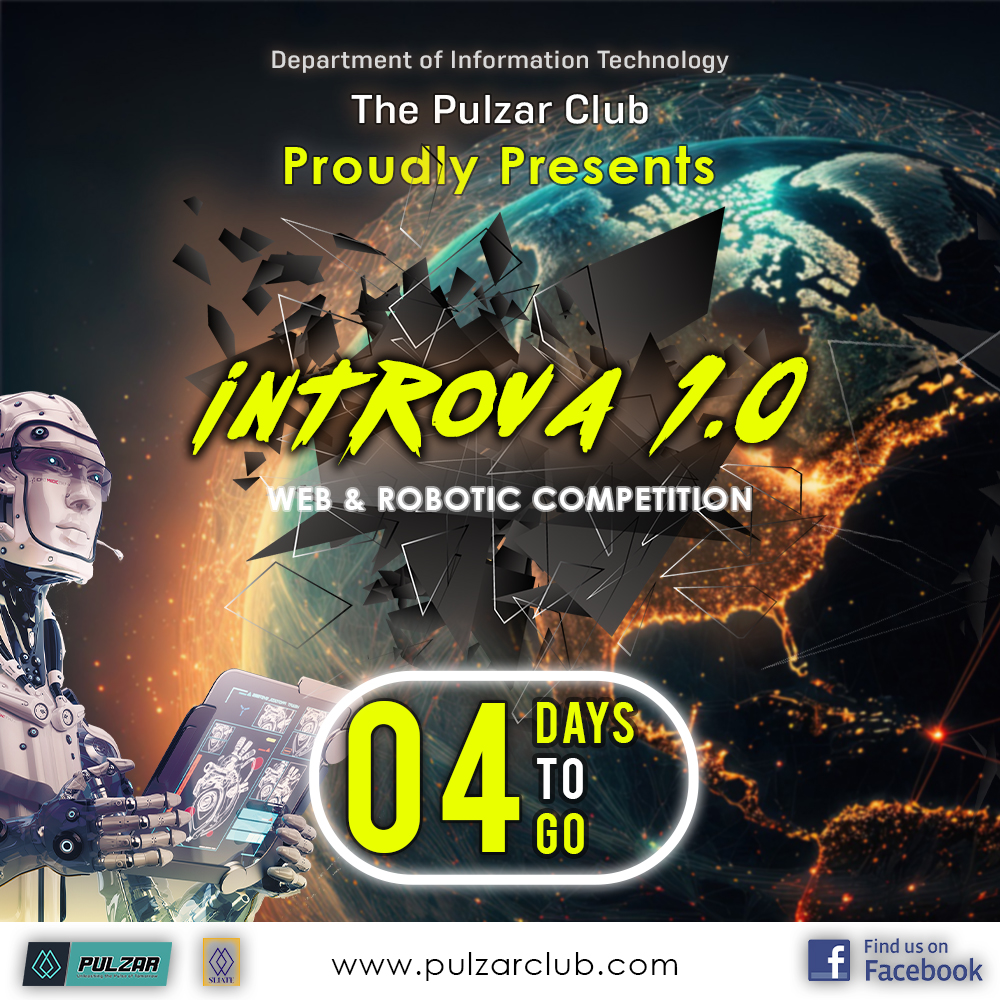 Department of Information Technology
The Pulzar Club
Proudly Presents
INTROVA 1.0
WEB & ROBOTIC COMPETITION
04
DAYS
TO
GO
PULZAR
SLIATE
www.pulzarclub.com
Find us on
Facebook